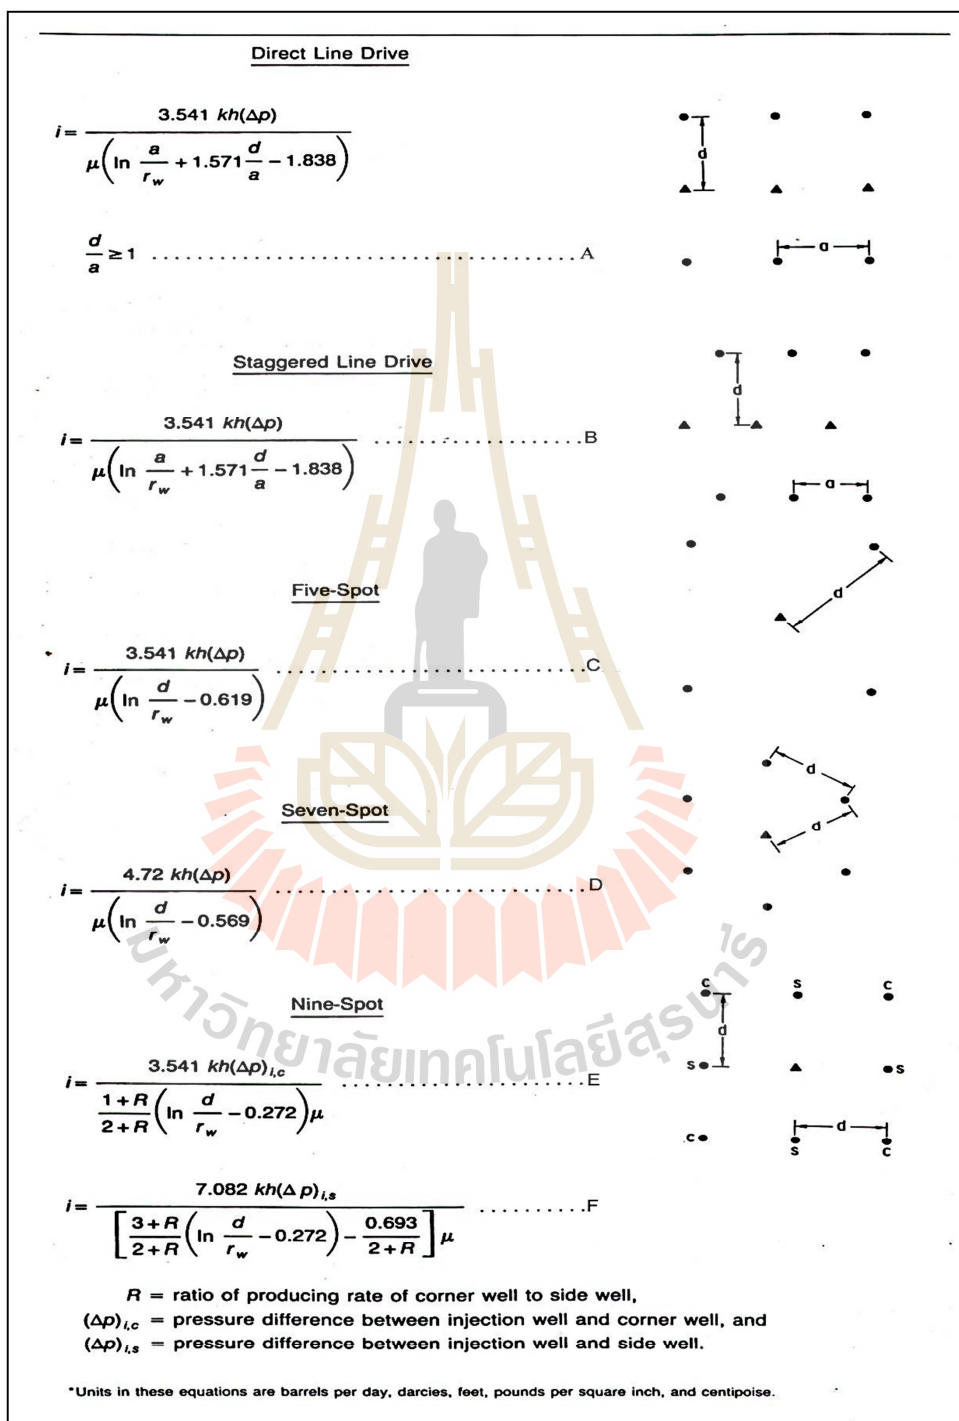 Direct Line Drive
i = 3.541 kh(Δp) / μ(ln a/r_w + 1.571 d/a − 1.838)
d
d/a ≥ 1 ........................................A
a
Staggered Line Drive
d
i = 3.541 kh(Δp) / μ(ln a/r_w + 1.571 d/a − 1.838) ....................B
a
Five-Spot
d
i = 3.541 kh(Δp) / μ(ln d/r_w − 0.619) .............................C
d
Seven-Spot
d
i = 4.72 kh(Δp) / μ(ln d/r_w − 0.569) .............................D
มหาวิทยาลัยเทคโนโลยีสุรนารี
Nine-Spot
c s c
d
s s
i = 3.541 kh(Δp)i,c / (1+R)/(2+R) (ln d/r_w − 0.272)μ .......................E
d
c s c
i = 7.082 kh(Δp)i,s / [(3+R)/(2+R) (ln d/r_w − 0.272) − 0.693/(2+R)] μ ..........F
R = ratio of producing rate of corner well to side well,
(Δp)i,c = pressure difference between injection well and corner well, and
(Δp)i,s = pressure difference between injection well and side well.
*Units in these equations are barrels per day, darcies, feet, pounds per square inch, and centipoise.